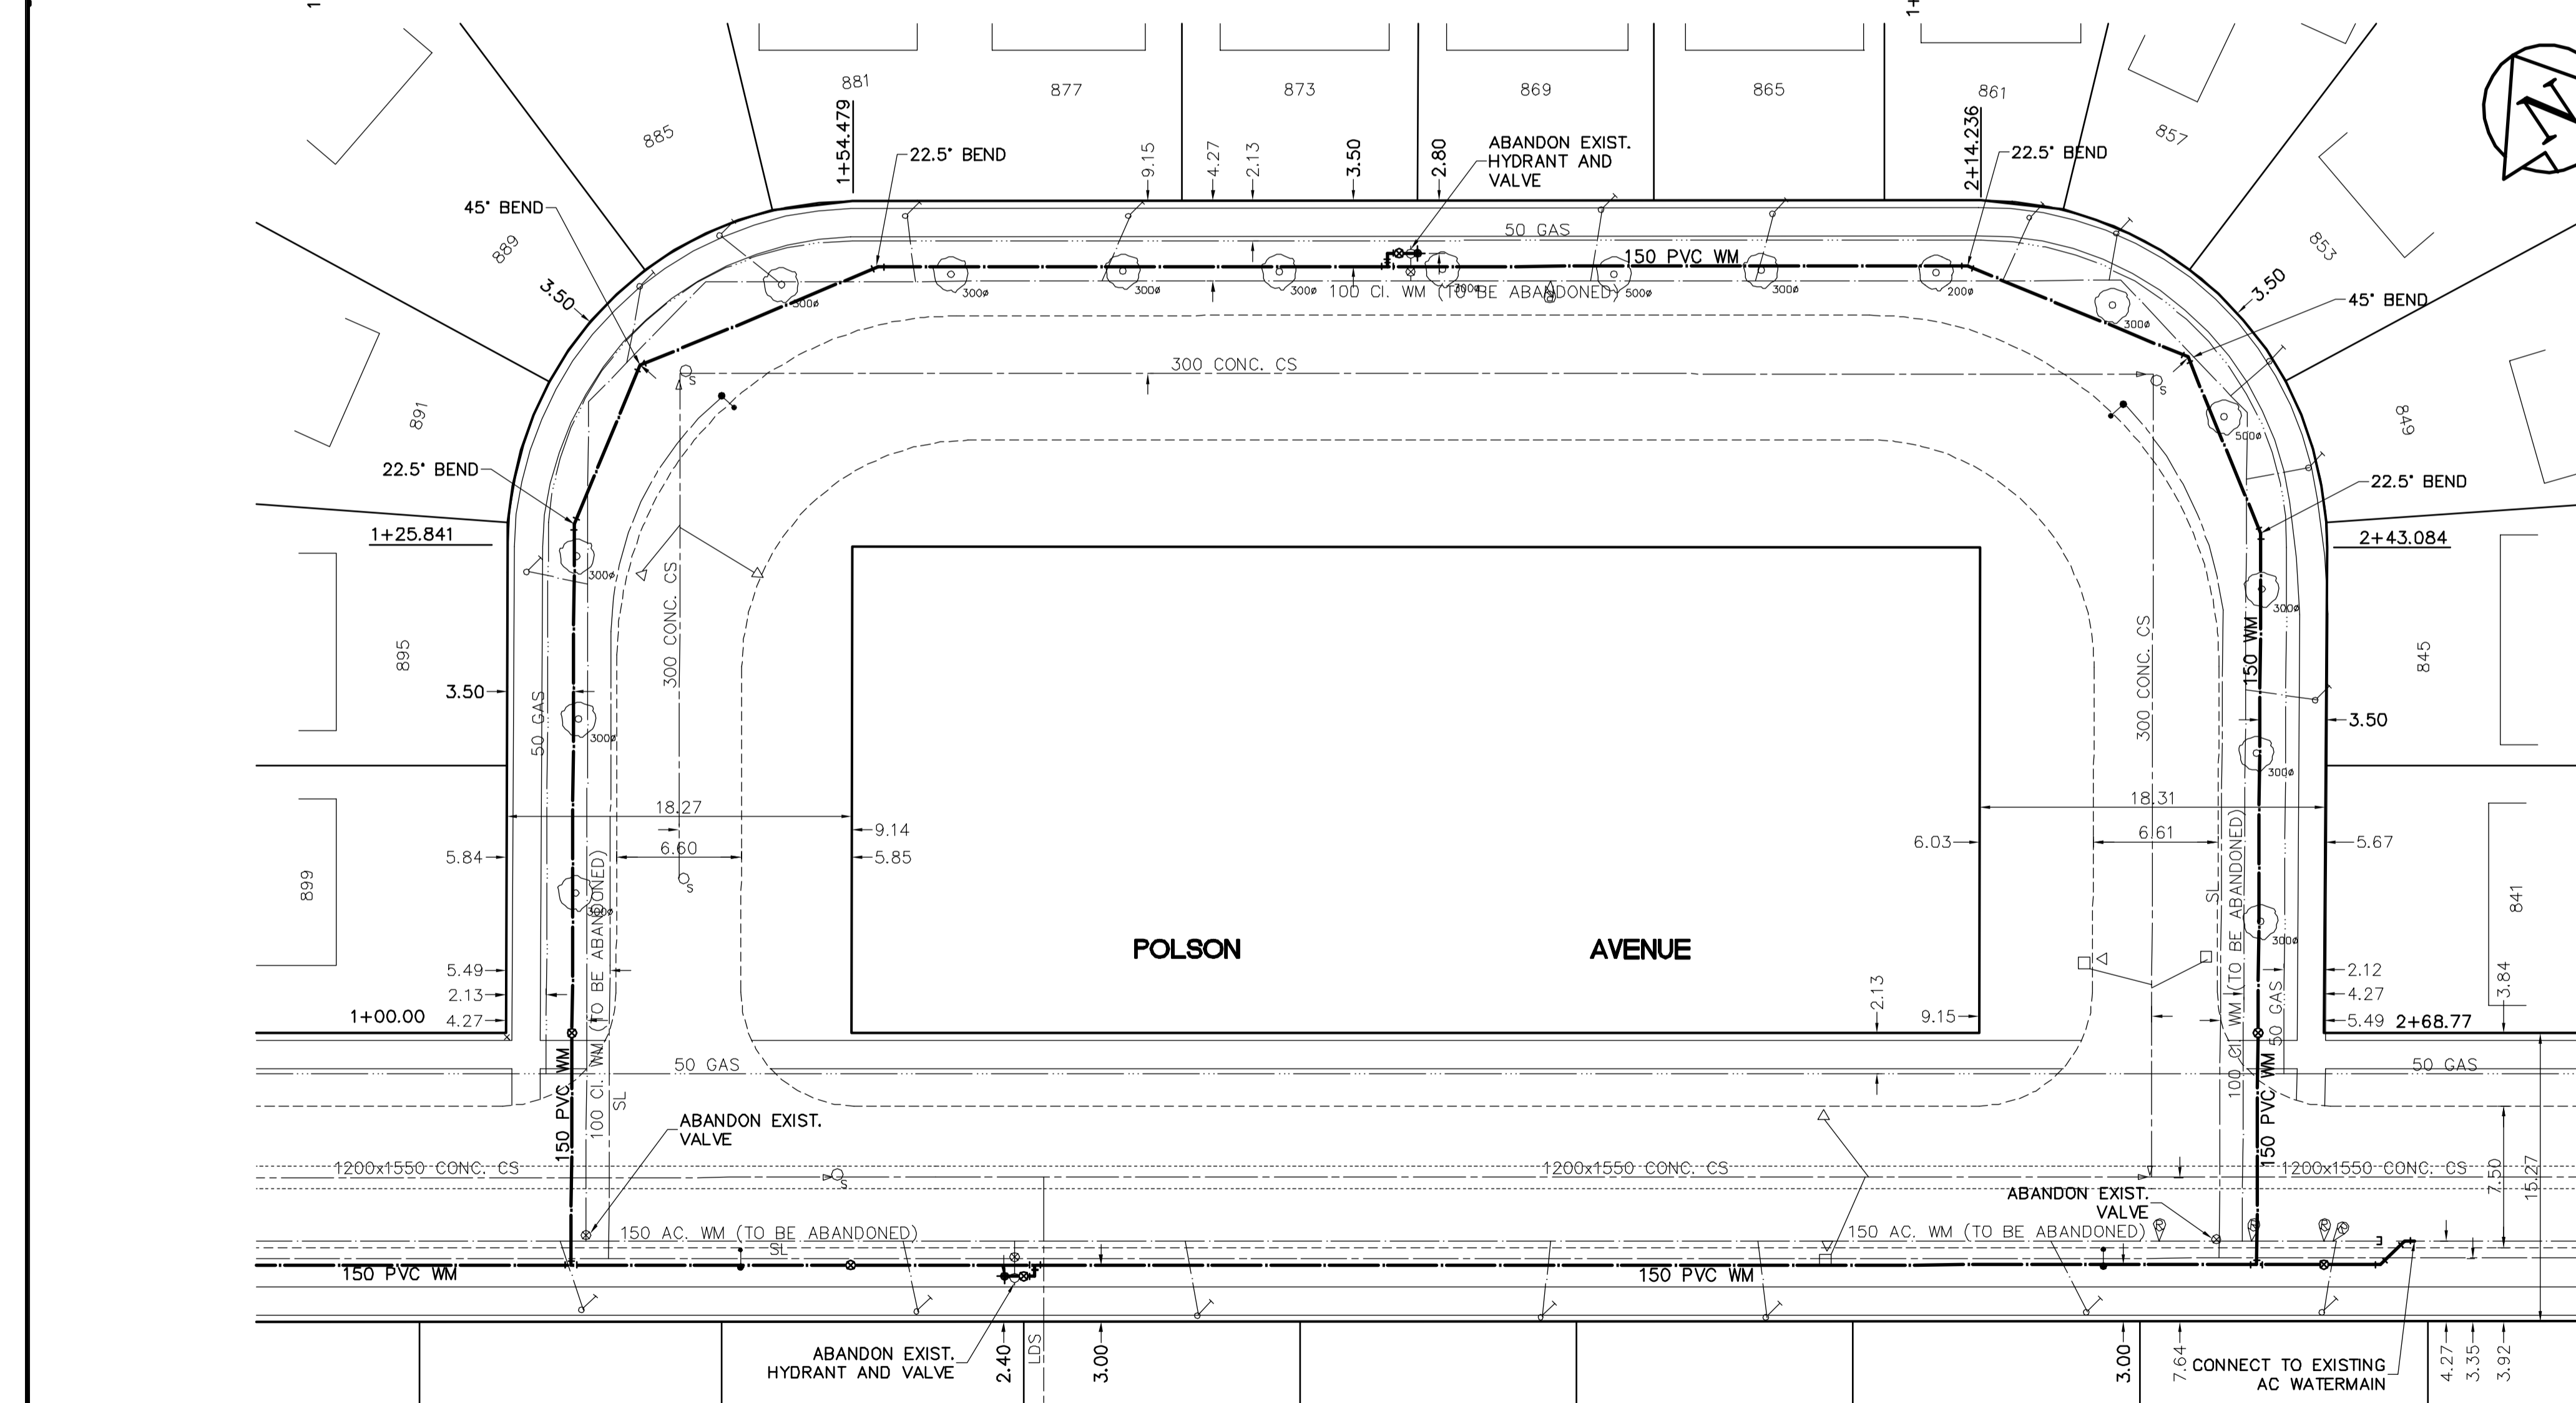 881
877
873
869
865
861
857
885
853
889
849
891
895
845
899
841
1+54.479
22.5° BEND
9.15
4.27
2.13
3.50
2.80
ABANDON EXIST.
HYDRANT AND
VALVE
2+14.236
22.5° BEND
N
45° BEND
50 GAS
150 PVC WM
100 CI. WM (TO BE ABANDONED)
3.50
3.50
45° BEND
300ø
300ø
300ø
300ø
300ø
500ø
300ø
200ø
300ø
300 CONC. CS
S
S
500ø
22.5° BEND
22.5° BEND
1+25.841
2+43.084
300ø
300ø
300 CONC. CS
300 CONC. CS
150 WM
3.50
50 GAS
300ø
3.50
300ø
18.27
9.14
18.31
5.84
6.60
5.85
6.03
6.61
5.67
S
300ø
100 CI. WM (TO BE ABANDONED)
SL
100 CI. WM (TO BE ABANDONED)
300ø
POLSON AVENUE
5.49
2.13
1+00.00
4.27
2.13
9.15
2.12
4.27
5.49
2+68.77
3.84
50 GAS
50 GAS
50 GAS
150 PVC WM
SL
150 PVC WM
ABANDON EXIST.
VALVE
1200x1550 CONC. CS
S
1200x1550 CONC. CS
1200x1550 CONC. CS
7.50
15.27
ABANDON EXIST.
VALVE
150 AC. WM (TO BE ABANDONED)
SL
150 AC. WM (TO BE ABANDONED)
150 PVC WM
150 PVC WM
ABANDON EXIST.
HYDRANT AND VALVE
2.40
LDS
3.00
3.00
7.64
CONNECT TO EXISTING
AC WATERMAIN
4.27
3.35
3.92